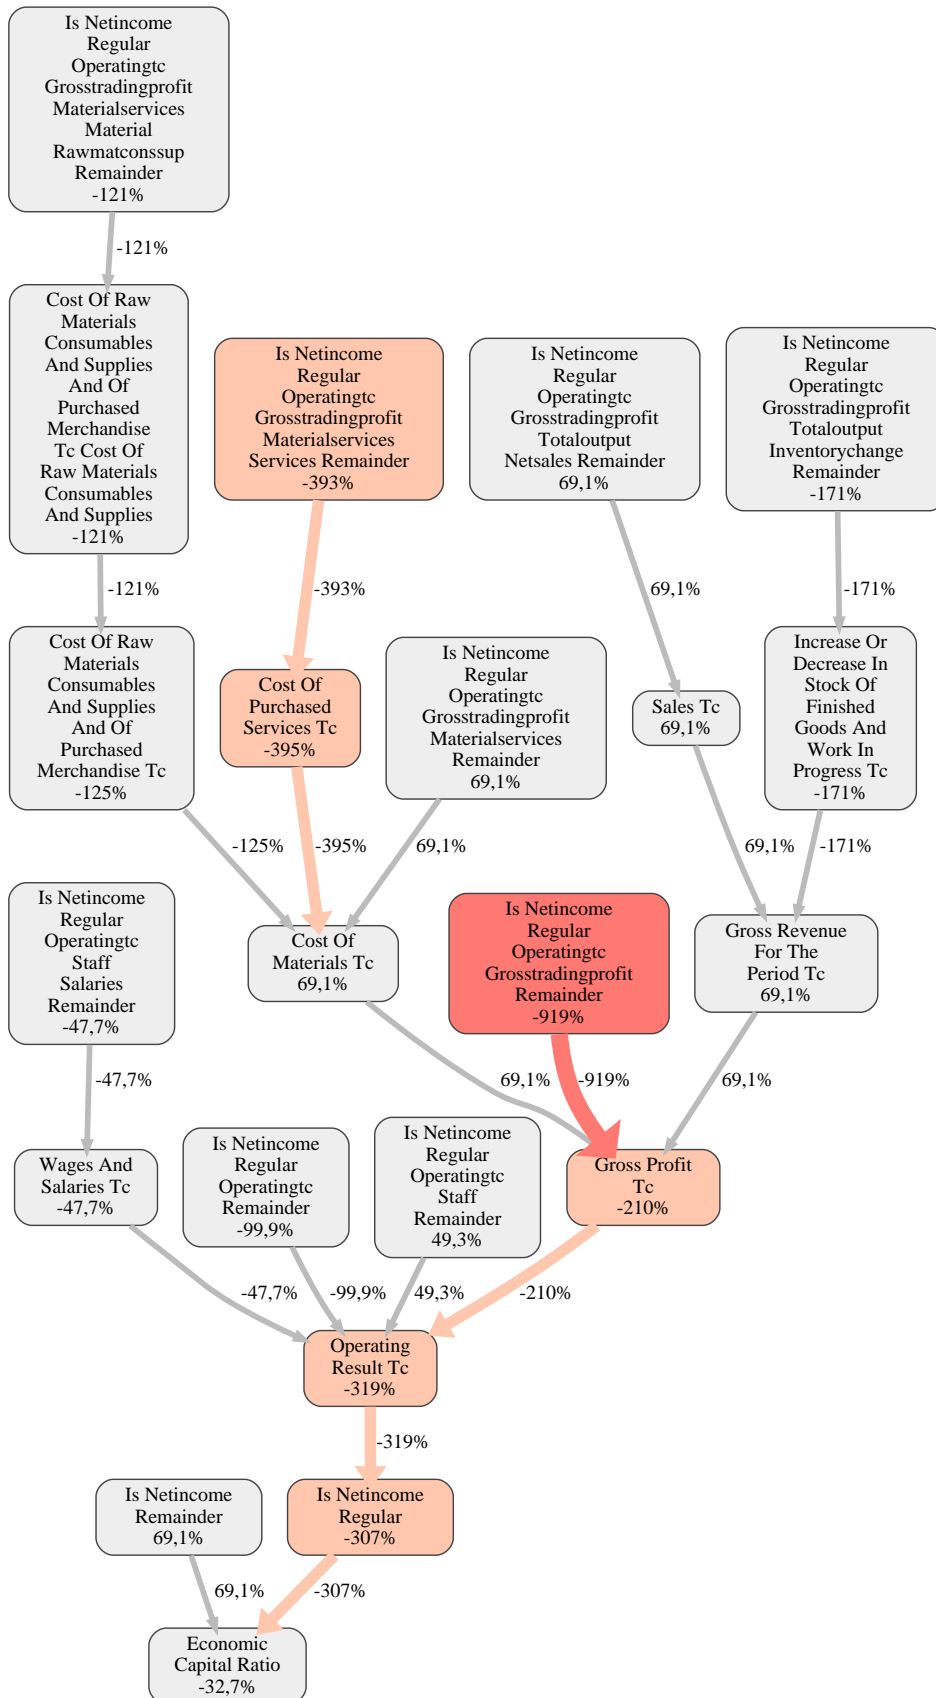 Is Netincome
Regular
Operatingtc
Grosstradingprofit
Materialservices
Material
Rawmatconssup
Remainder
-121%
-121%
Cost Of Raw
Materials
Consumables
And Supplies
And Of
Purchased
Merchandise
Tc Cost Of
Raw Materials
Consumables
And Supplies
-121%
Is Netincome
Regular
Operatingtc
Grosstradingprofit
Materialservices
Services Remainder
-393%
Is Netincome
Regular
Operatingtc
Grosstradingprofit
Totaloutput
Netsales Remainder
69,1%
Is Netincome
Regular
Operatingtc
Grosstradingprofit
Totaloutput
Inventorychange
Remainder
-171%
-121%
-393%
69,1%
-171%
Cost Of Raw
Materials
Consumables
And Supplies
And Of
Purchased
Merchandise Tc
-125%
Cost Of
Purchased
Services Tc
-395%
Is Netincome
Regular
Operatingtc
Grosstradingprofit
Materialservices
Remainder
69,1%
Sales Tc
69,1%
Increase Or
Decrease In
Stock Of
Finished
Goods And
Work In
Progress Tc
-171%
-125%
-395%
69,1%
69,1%
-171%
Is Netincome
Regular
Operatingtc
Staff
Salaries
Remainder
-47,7%
Cost Of
Materials Tc
69,1%
Is Netincome
Regular
Operatingtc
Grosstradingprofit
Remainder
-919%
Gross Revenue
For The
Period Tc
69,1%
-47,7%
69,1%
-919%
69,1%
Wages And
Salaries Tc
-47,7%
Is Netincome
Regular
Operatingtc
Remainder
-99,9%
Is Netincome
Regular
Operatingtc
Staff
Remainder
49,3%
Gross Profit
Tc
-210%
-47,7%
-99,9%
49,3%
-210%
Operating
Result Tc
-319%
-319%
Is Netincome
Remainder
69,1%
Is Netincome
Regular
-307%
69,1%
-307%
Economic
Capital Ratio
-32,7%